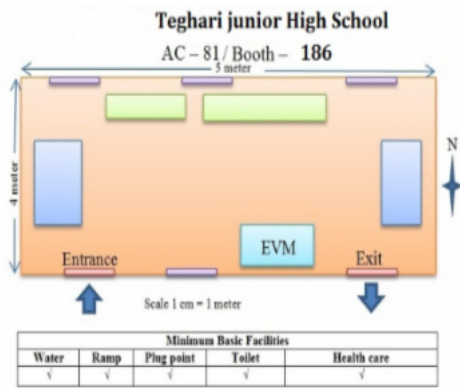 Teghari junior High School
AC – 81/ Booth – 186
5 meter
4 meter
N
EVM
Entrance
Exit
Scale 1 cm = 1 meter
Minimum Basic Facilities
Water Ramp Plug point Toilet Health care
√ √ √ √ √